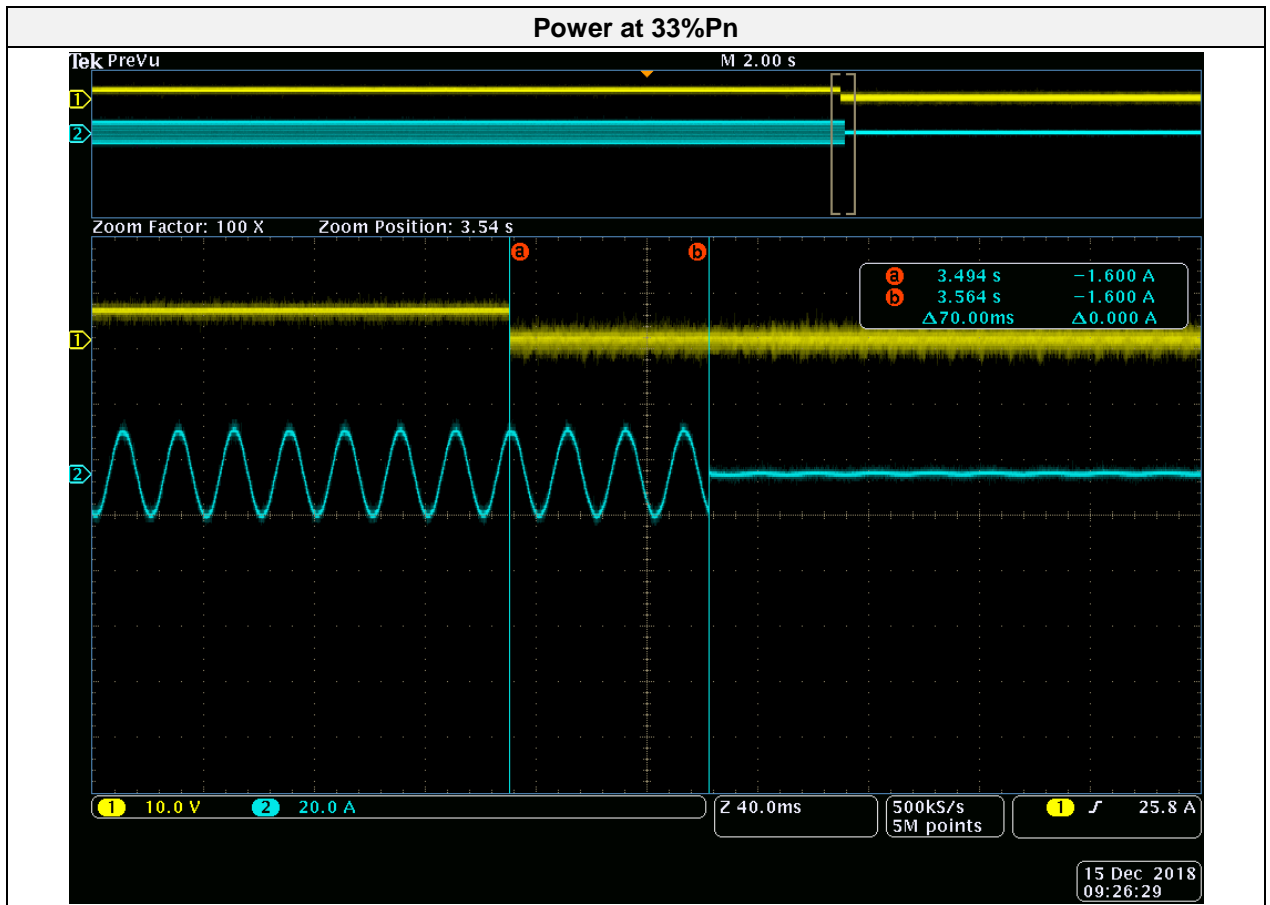 Power at 33%Pn
Tek PreVu M 2.00 s
1
2
Zoom Factor: 100 X Zoom Position: 3.54 s
a b
a 3.494 s −1.600 A
b 3.564 s −1.600 A
Δ70.00ms Δ0.000 A
1
2
1 10.0 V 2 20.0 A
Z 40.0ms
500kS/s
5M points
1 25.8 A
15 Dec 2018
09:26:29